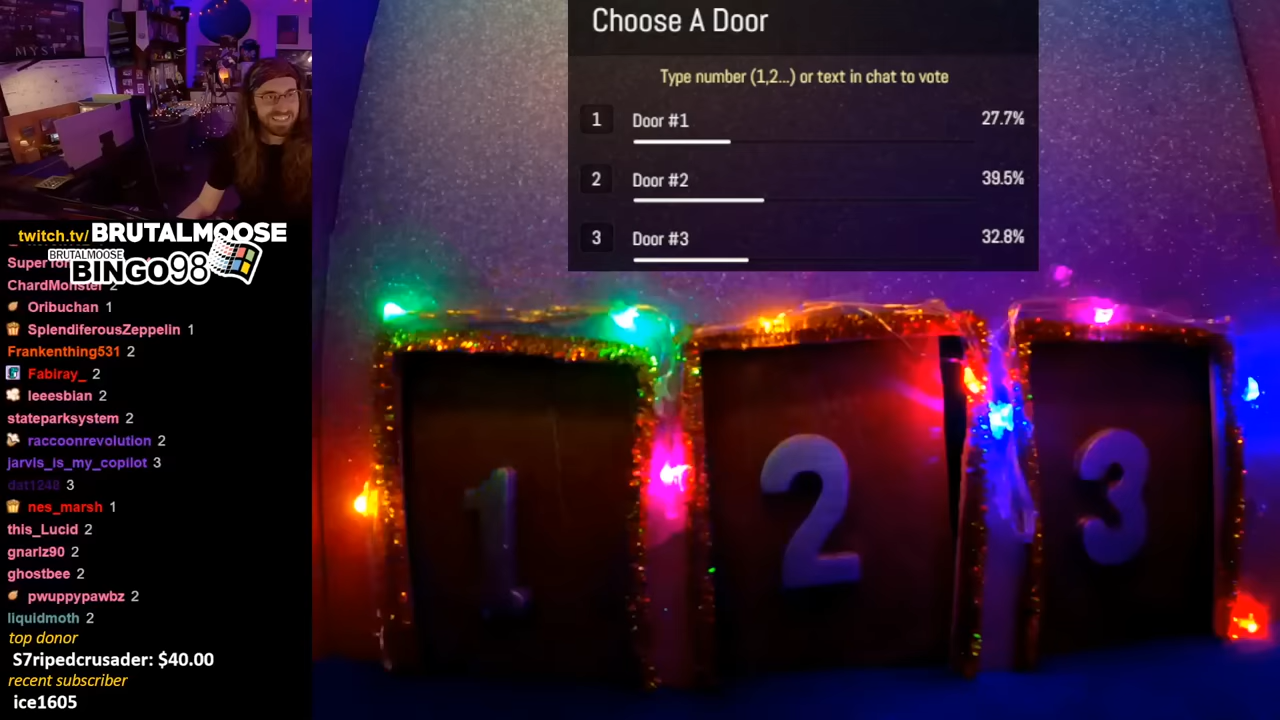 MYST
twitch.tv/BRUTALMOOSE
BRUTALMOOSE
BINGO98
ChardMonster 2
Oribuchan 1
SplendiferousZeppelin 1
Frankenthing531 2
Fabiray_ 2
leeesbian 2
stateparksystem 2
raccoonrevolution 2
jarvis_is_my_copilot 3
dat1248 3
nes_marsh 1
this_Lucid 2
gnarlz90 2
ghostbee 2
pwuppypawbz 2
liquidmoth 2
top donor
S7ripedcrusader: $40.00
recent subscriber
ice1605
Choose A Door
Type number (1,2...) or text in chat to vote
1 Door #1 27.7%
2 Door #2 39.5%
3 Door #3 32.8%
1 2 3